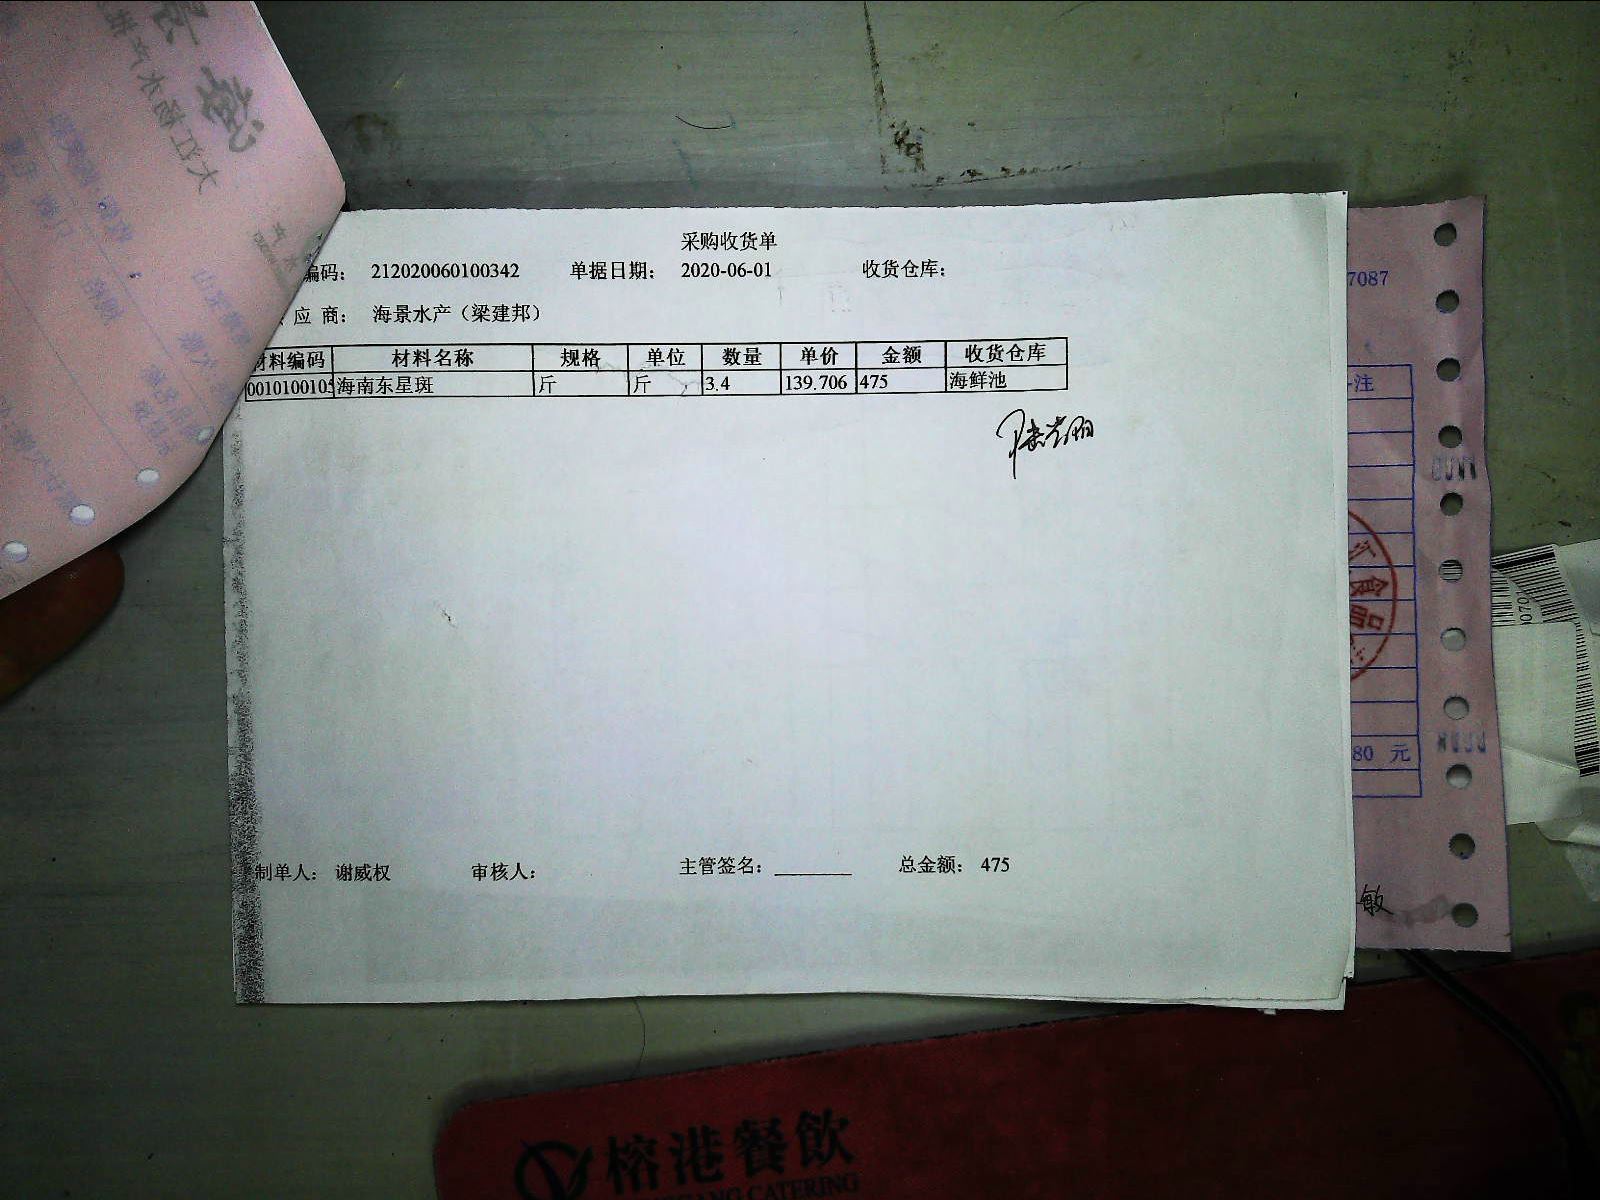 采购收货单
编码： 212020060100342 单据日期： 2020-06-01 收货仓库：
应 商： 海景水产（梁建邦）
材料编码 材料名称 规格 单位 数量 单价 金额 收货仓库
0010100105 海南东星斑 斤 斤 3.4 139.706 475 海鲜池
制单人： 谢威权 审核人： 主管签名： 总金额： 475
7087
注
食品
80 元
敏
榕港餐飲
CATERING